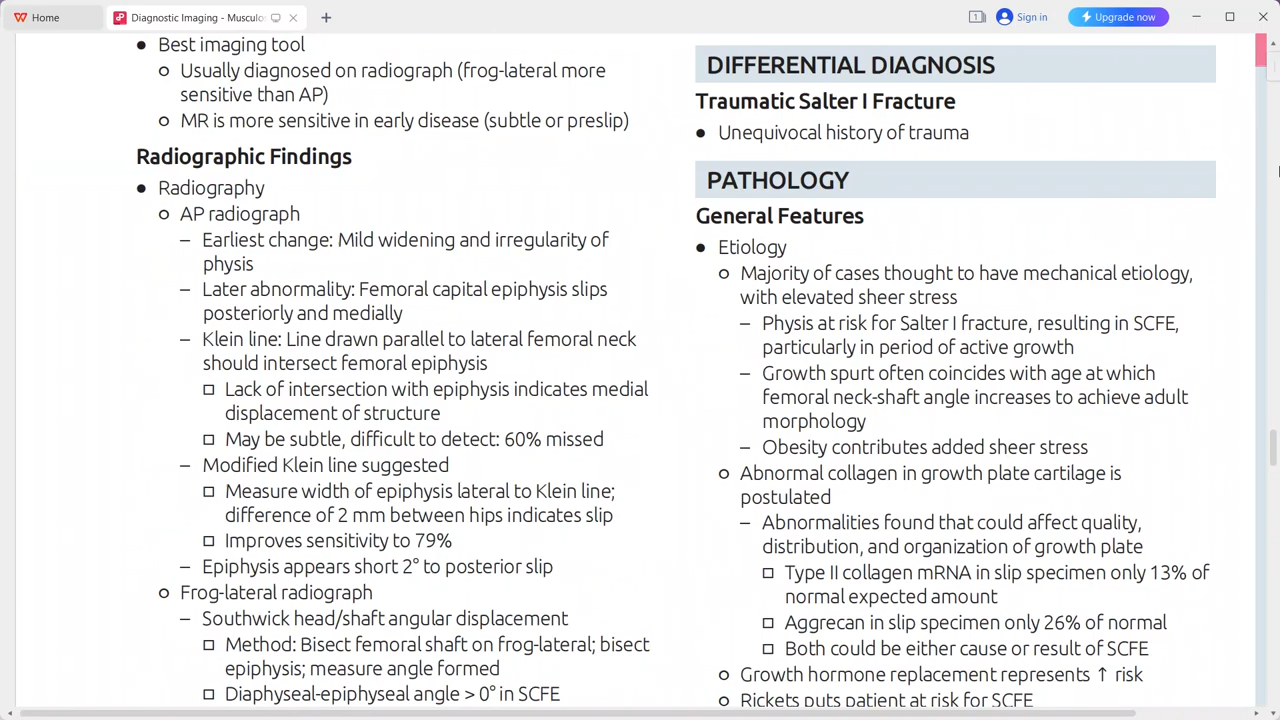 Home
Diagnostic Imaging - Musculo
Sign in
Upgrade now
● Best imaging tool
○ Usually diagnosed on radiograph (frog-lateral more
sensitive than AP)
○ MR is more sensitive in early disease (subtle or preslip)
Radiographic Findings
● Radiography
○ AP radiograph
– Earliest change: Mild widening and irregularity of
physis
– Later abnormality: Femoral capital epiphysis slips
posteriorly and medially
– Klein line: Line drawn parallel to lateral femoral neck
should intersect femoral epiphysis
□ Lack of intersection with epiphysis indicates medial
displacement of structure
□ May be subtle, difficult to detect: 60% missed
– Modified Klein line suggested
□ Measure width of epiphysis lateral to Klein line;
difference of 2 mm between hips indicates slip
□ Improves sensitivity to 79%
– Epiphysis appears short 2° to posterior slip
○ Frog-lateral radiograph
– Southwick head/shaft angular displacement
□ Method: Bisect femoral shaft on frog-lateral; bisect
epiphysis; measure angle formed
□ Diaphyseal-epiphyseal angle > 0° in SCFE
DIFFERENTIAL DIAGNOSIS
Traumatic Salter I Fracture
● Unequivocal history of trauma
PATHOLOGY
General Features
● Etiology
○ Majority of cases thought to have mechanical etiology,
with elevated sheer stress
– Physis at risk for Salter I fracture, resulting in SCFE,
particularly in period of active growth
– Growth spurt often coincides with age at which
femoral neck-shaft angle increases to achieve adult
morphology
– Obesity contributes added sheer stress
○ Abnormal collagen in growth plate cartilage is
postulated
– Abnormalities found that could affect quality,
distribution, and organization of growth plate
□ Type II collagen mRNA in slip specimen only 13% of
normal expected amount
□ Aggrecan in slip specimen only 26% of normal
□ Both could be either cause or result of SCFE
○ Growth hormone replacement represents ↑ risk
○ Rickets puts patient at risk for SCFE